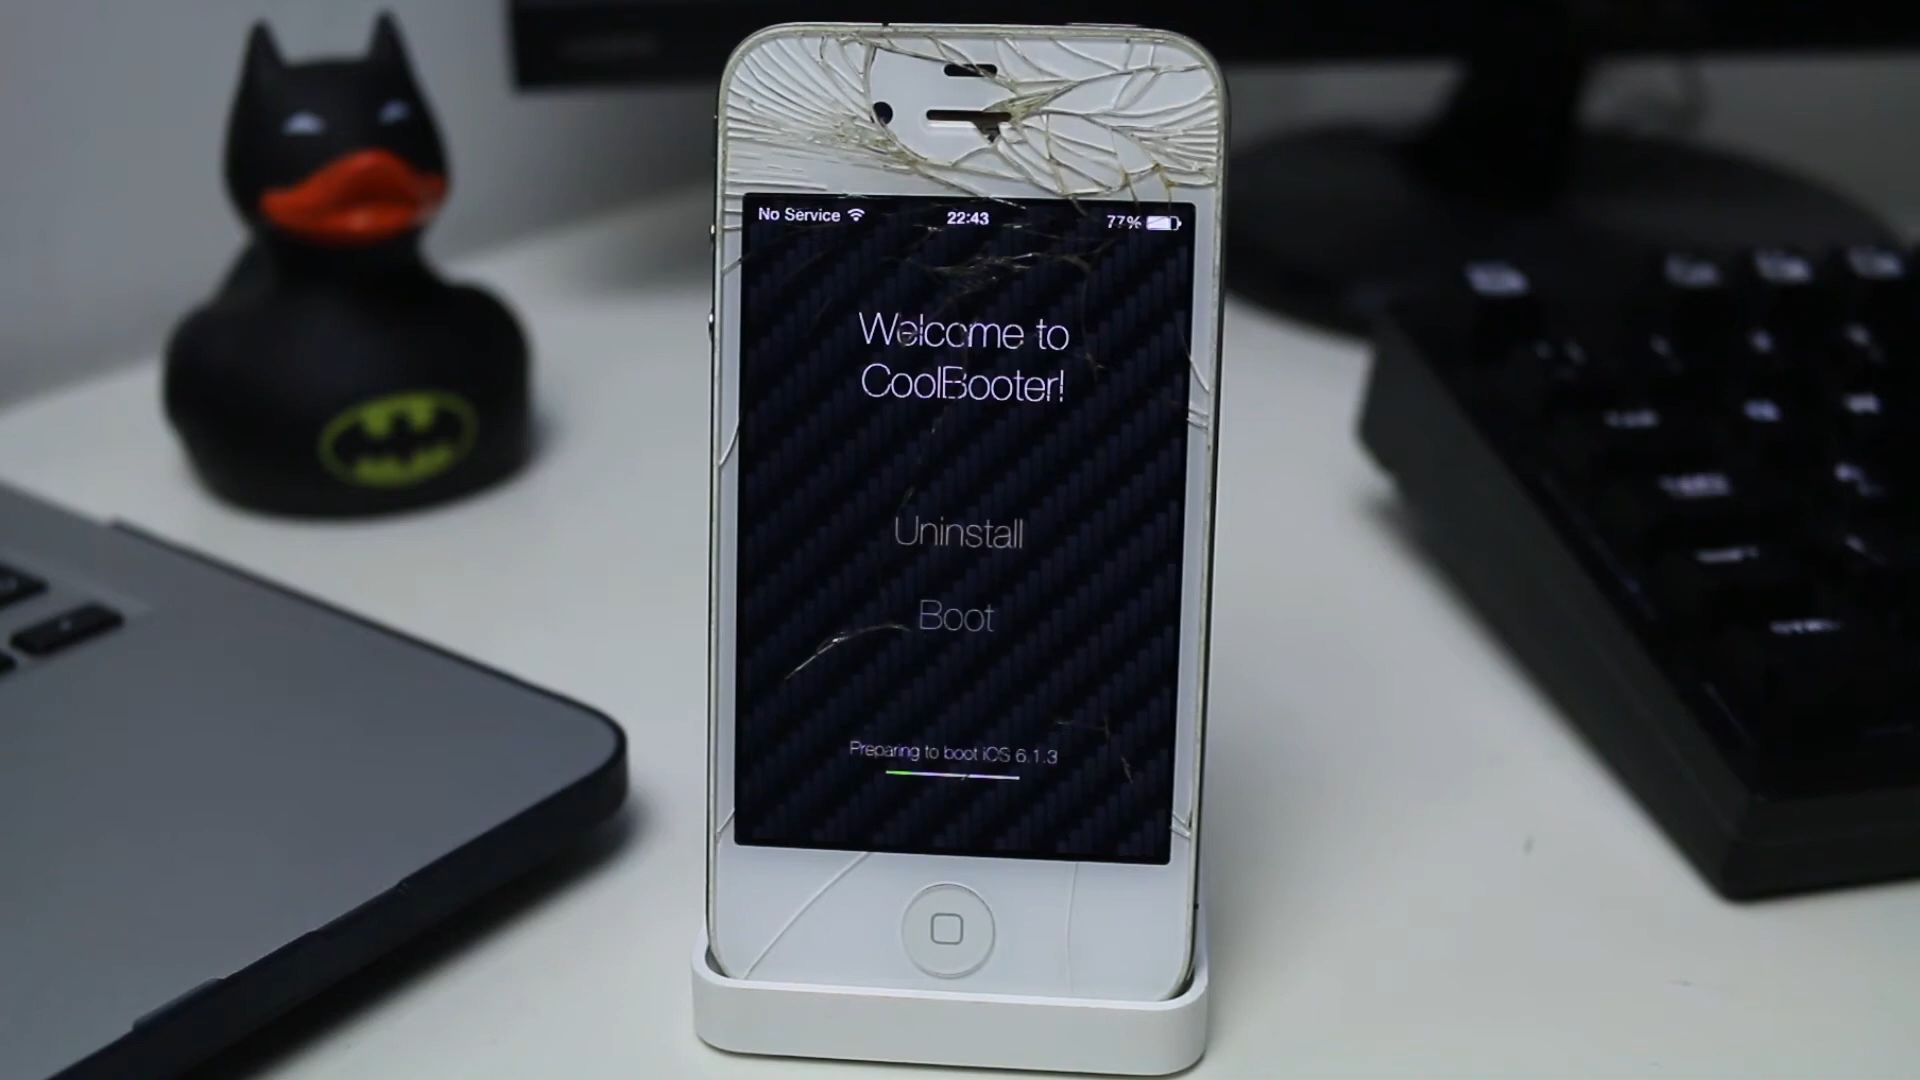 No Service 22:43 77%
Welcome to
CoolBooter!
Uninstall
Boot
Preparing to boot iOS 6.1.3